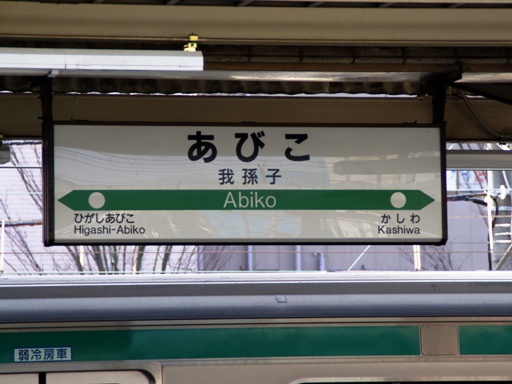 あびこ
我孫子
Abiko
ひがしあびこ
Higashi-Abiko
かしわ
Kashiwa
弱冷房車